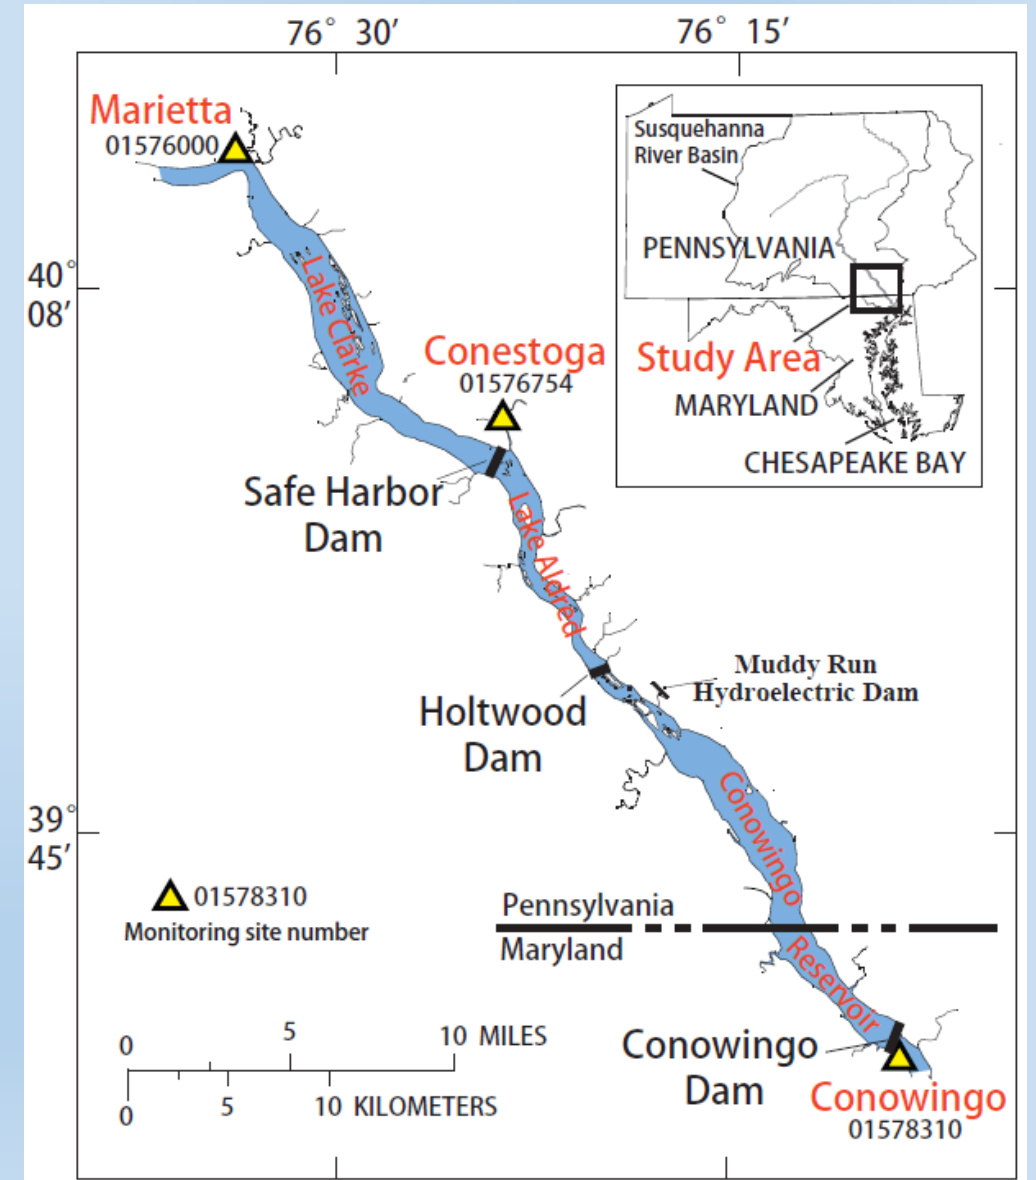 76° 30′
76° 15′
Marietta
01576000
Susquehanna
River Basin
PENNSYLVANIA
40°
08′
Lake Clarke
Conestoga
01576754
Study Area
MARYLAND
CHESAPEAKE BAY
Safe Harbor
Dam
Lake Aldred
Muddy Run
Hydroelectric Dam
Holtwood
Dam
Conowingo
39°
45′
01578310
Monitoring site number
Pennsylvania
Maryland
Reservoir
0 5 10 MILES
0 5 10 KILOMETERS
Conowingo
Dam
Conowingo
01578310